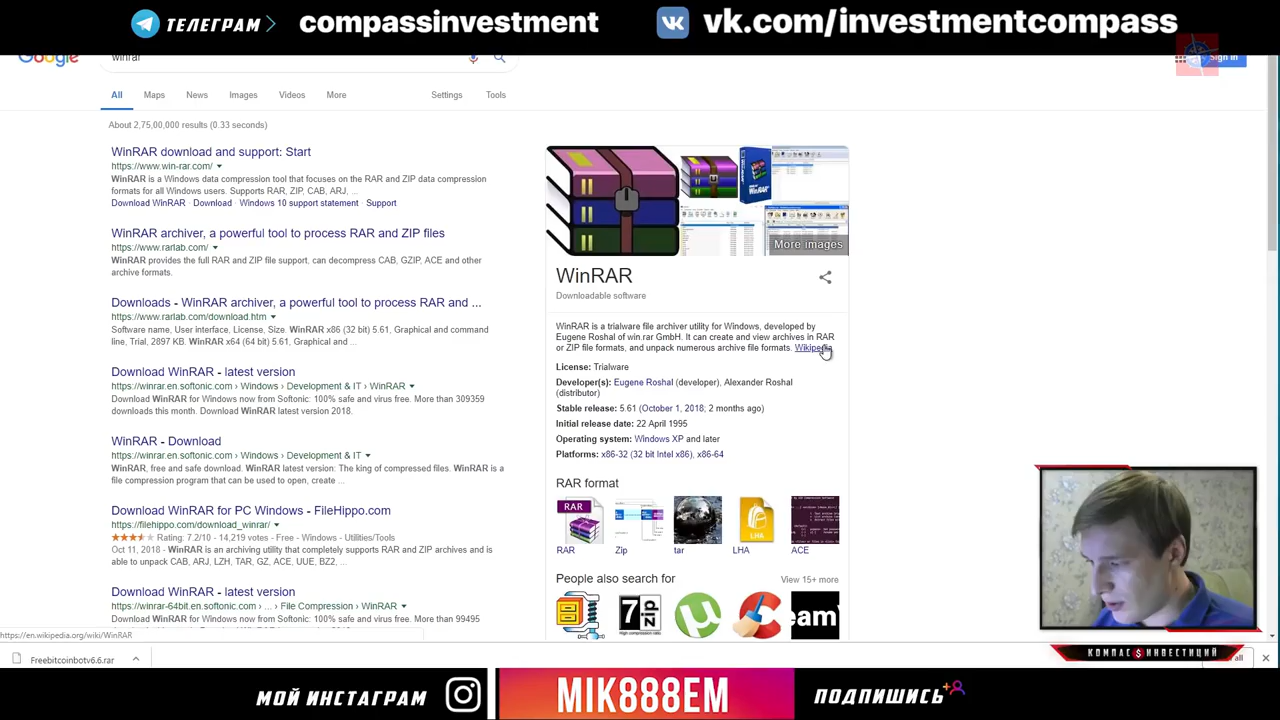 ТЕЛЕГРАМ
compassinvestment
vk.com/investmentcompass
Google
winrar
Sign in
All
Maps
News
Images
Videos
More
Settings
Tools
About 2,75,00,000 results (0.33 seconds)
WinRAR download and support: Start
https://www.win-rar.com/
WinRAR is a Windows data compression tool that focuses on the RAR and ZIP data compression
formats for all Windows users. Supports RAR, ZIP, CAB, ARJ, ...
Download WinRAR · Download · Windows 10 support statement · Support
WinRAR archiver, a powerful tool to process RAR and ZIP files
https://www.rarlab.com/
WinRAR provides the full RAR and ZIP file support, can decompress CAB, GZIP, ACE and other
archive formats.
Downloads - WinRAR archiver, a powerful tool to process RAR and ...
https://www.rarlab.com/download.htm
Software name, User interface, License, Size. WinRAR x86 (32 bit) 5.61, Graphical and command
line, Trial, 2897 KB. WinRAR x64 (64 bit) 5.61, Graphical and ...
Download WinRAR - latest version
https://winrar.en.softonic.com › Windows › Development & IT › WinRAR
Download WinRAR for Windows now from Softonic: 100% safe and virus free. More than 309359
downloads this month. Download WinRAR latest version 2018.
WinRAR - Download
https://winrar.en.softonic.com › Windows › Development & IT
WinRAR, free and safe download. WinRAR latest version: The king of compressed files. WinRAR is a
file compression program that can be used to open, create ...
Download WinRAR for PC Windows - FileHippo.com
https://filehippo.com/download_winrar/
Rating: 7.2/10 - 14,219 votes - Free - Windows - Utilities/Tools
Oct 11, 2018 - WinRAR is an archiving utility that completely supports RAR and ZIP archives and is
able to unpack CAB, ARJ, LZH, TAR, GZ, ACE, UUE, BZ2, ...
Download WinRAR - latest version
https://winrar-64bit.en.softonic.com › ... › File Compression › WinRAR
Download WinRAR for Windows now from Softonic: 100% safe and virus free. More than 99495
https://en.wikipedia.org/wiki/WinRAR
More images
WinRAR
Downloadable software
WinRAR is a trialware file archiver utility for Windows, developed by
Eugene Roshal of win.rar GmbH. It can create and view archives in RAR
or ZIP file formats, and unpack numerous archive file formats. Wikipedia
License: Trialware
Developer(s): Eugene Roshal (developer), Alexander Roshal
(distributor)
Stable release: 5.61 (October 1, 2018; 2 months ago)
Initial release date: 22 April 1995
Operating system: Windows XP and later
Platforms: x86-32 (32 bit Intel x86), x86-64
RAR format
RAR
RAR
Zip
tar
LHA
LHA
ACE
People also search for
View 15+ more
7ZIP
eam
Freebitcoinbotv6.6.rar
all
КОМПАС ИНВЕСТИЦИЙ
МОЙ ИНСТАГРАМ
MIK888EM
ПОДПИШИСЬ